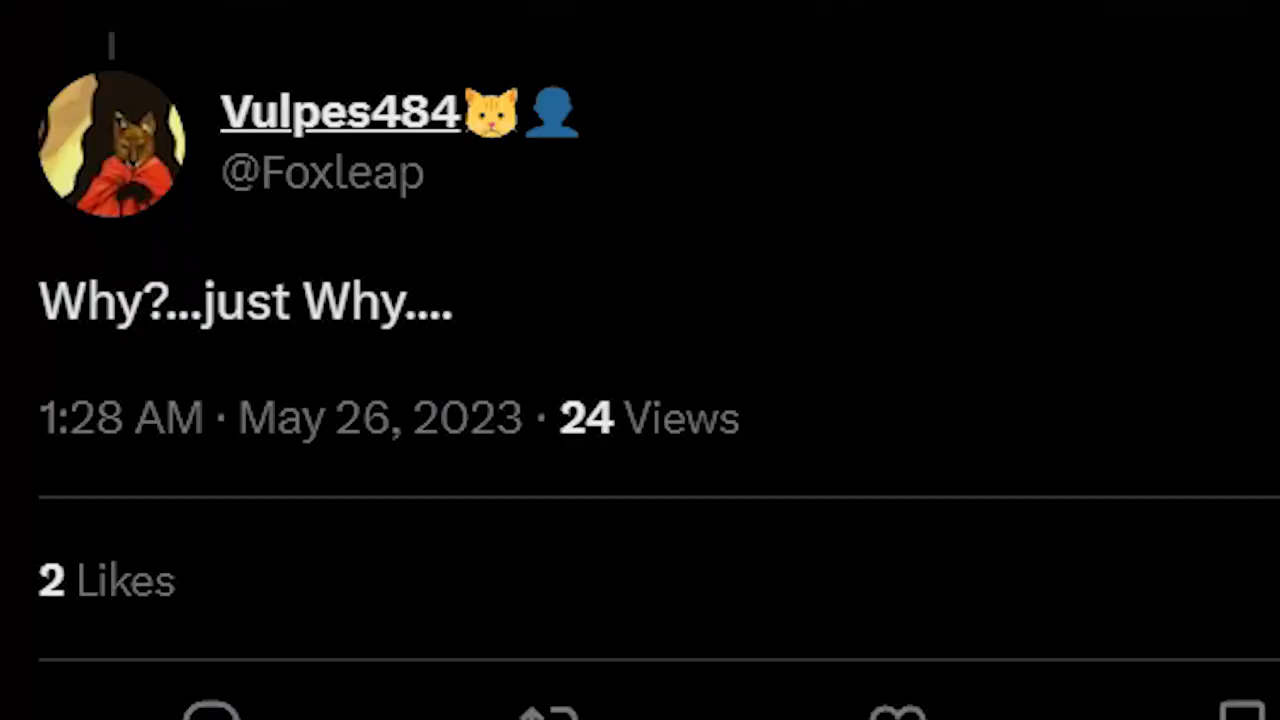 Vulpes484🐱👤
@Foxleap
Why?...just Why....
1:28 AM · May 26, 2023 · 24 Views
2 Likes